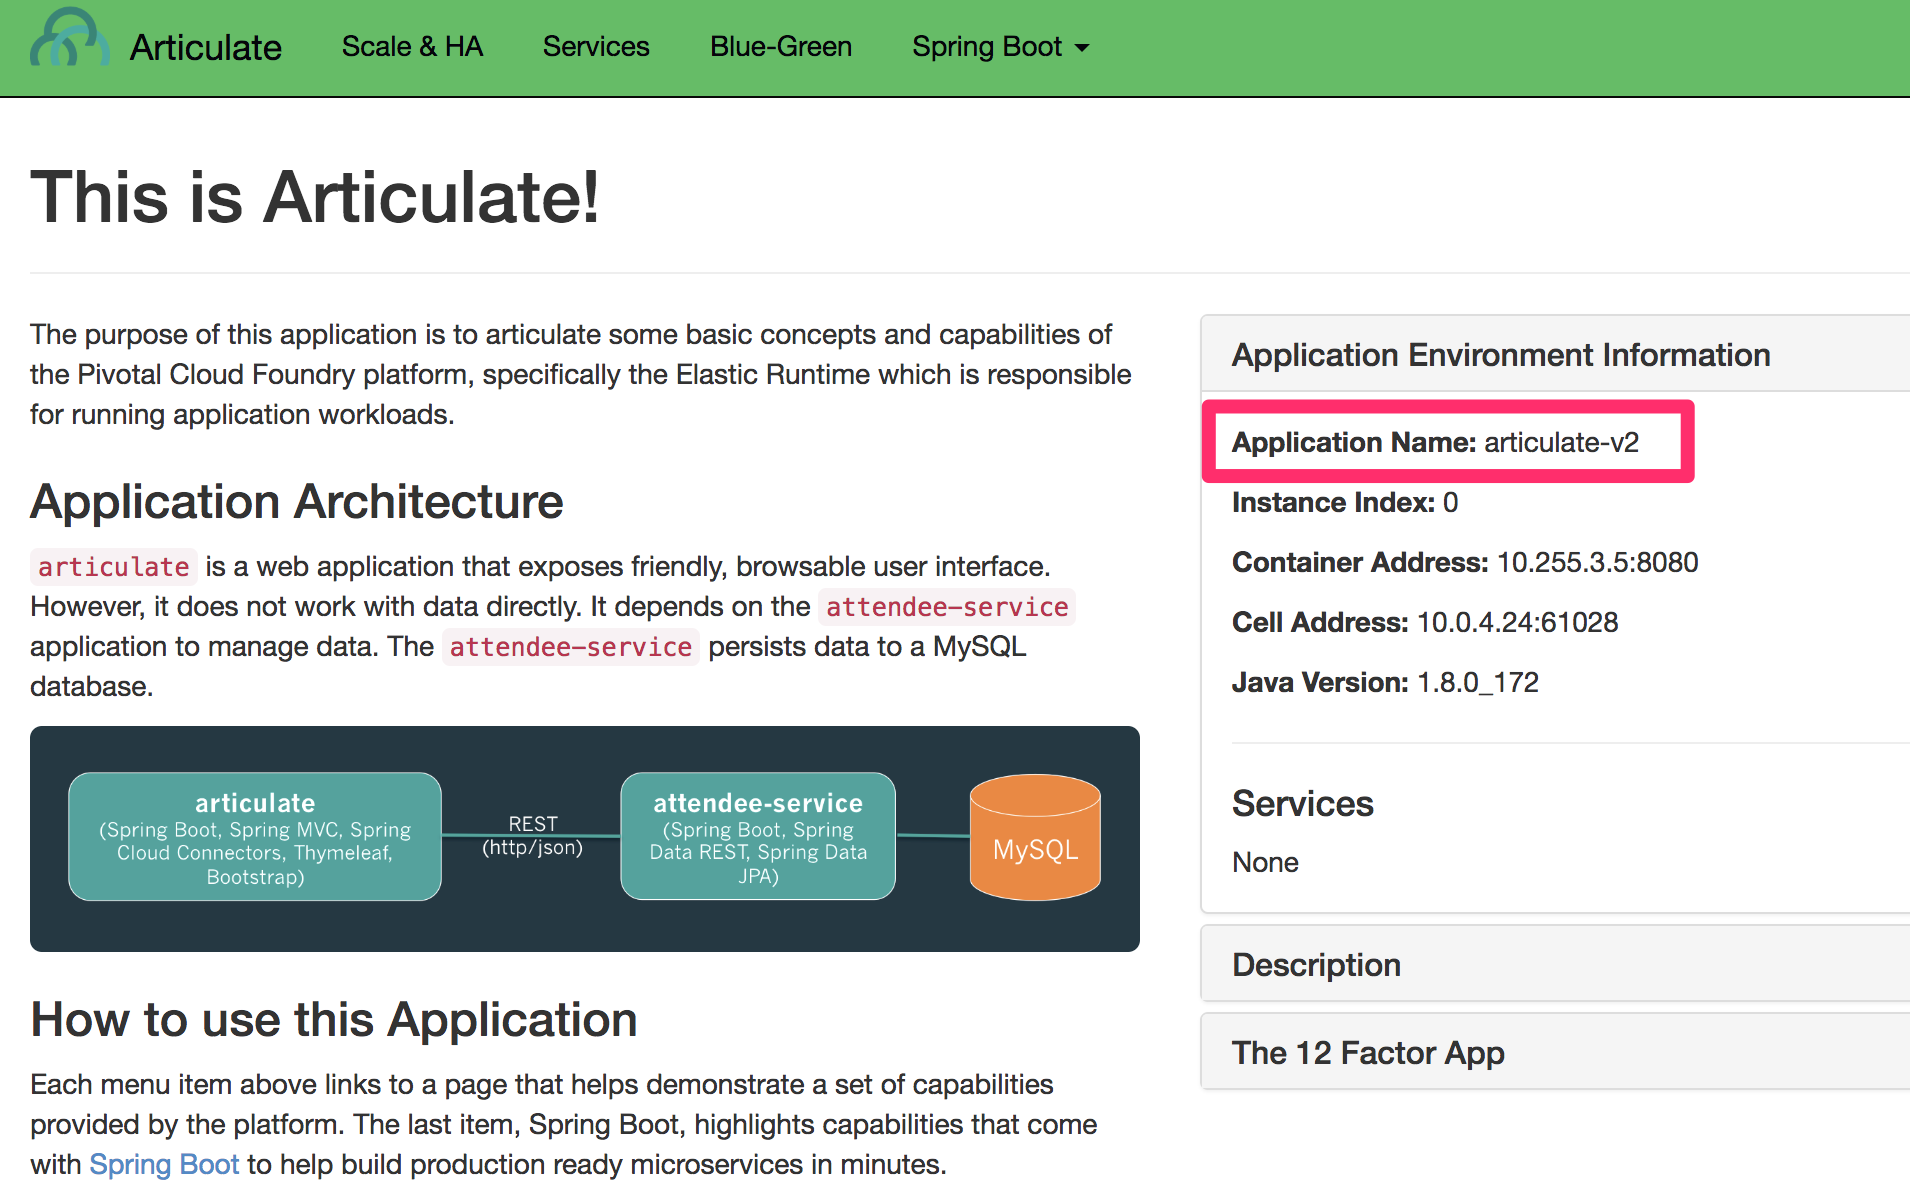 Articulate
Scale & HA
Services
Blue-Green
Spring Boot
This is Articulate!
The purpose of this application is to articulate some basic concepts and capabilities of
the Pivotal Cloud Foundry platform, specifically the Elastic Runtime which is responsible
for running application workloads.
Application Architecture
articulate is a web application that exposes friendly, browsable user interface.
However, it does not work with data directly. It depends on the attendee-service
application to manage data. The attendee-service persists data to a MySQL
database.
articulate
(Spring Boot, Spring MVC, Spring
Cloud Connectors, Thymeleaf,
Bootstrap)
REST
(http/json)
attendee-service
(Spring Boot, Spring
Data REST, Spring Data
JPA)
MySQL
How to use this Application
Each menu item above links to a page that helps demonstrate a set of capabilities
provided by the platform. The last item, Spring Boot, highlights capabilities that come
with Spring Boot to help build production ready microservices in minutes.
Application Environment Information
Application Name: articulate-v2
Instance Index: 0
Container Address: 10.255.3.5:8080
Cell Address: 10.0.4.24:61028
Java Version: 1.8.0_172
Services
None
Description
The 12 Factor App